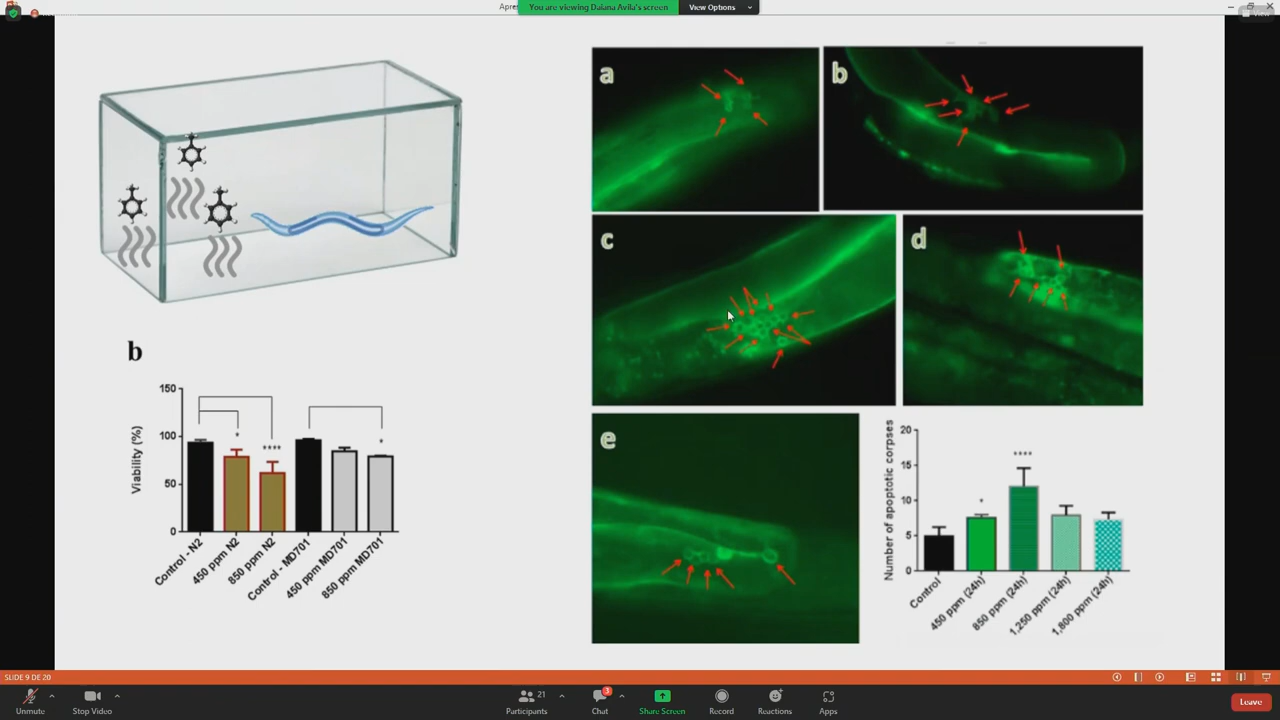 Apre
You are viewing Daiana Avila's screen
View Options
View
a
b
c
d
e
b
150
100
50
0
Viability (%)
*
****
*
Control - N2
450 ppm N2
850 ppm N2
Control - MD701
450 ppm MD701
850 ppm MD701
20
15
10
5
0
Number of apoptotic corpses
*
****
Control
450 ppm (24h)
850 ppm (24h)
1,250 ppm (24h)
1,800 ppm (24h)
SLIDE 9 DE 20
Unmute
Stop Video
21
Participants
3
Chat
Share Screen
Record
Reactions
Apps
Leave